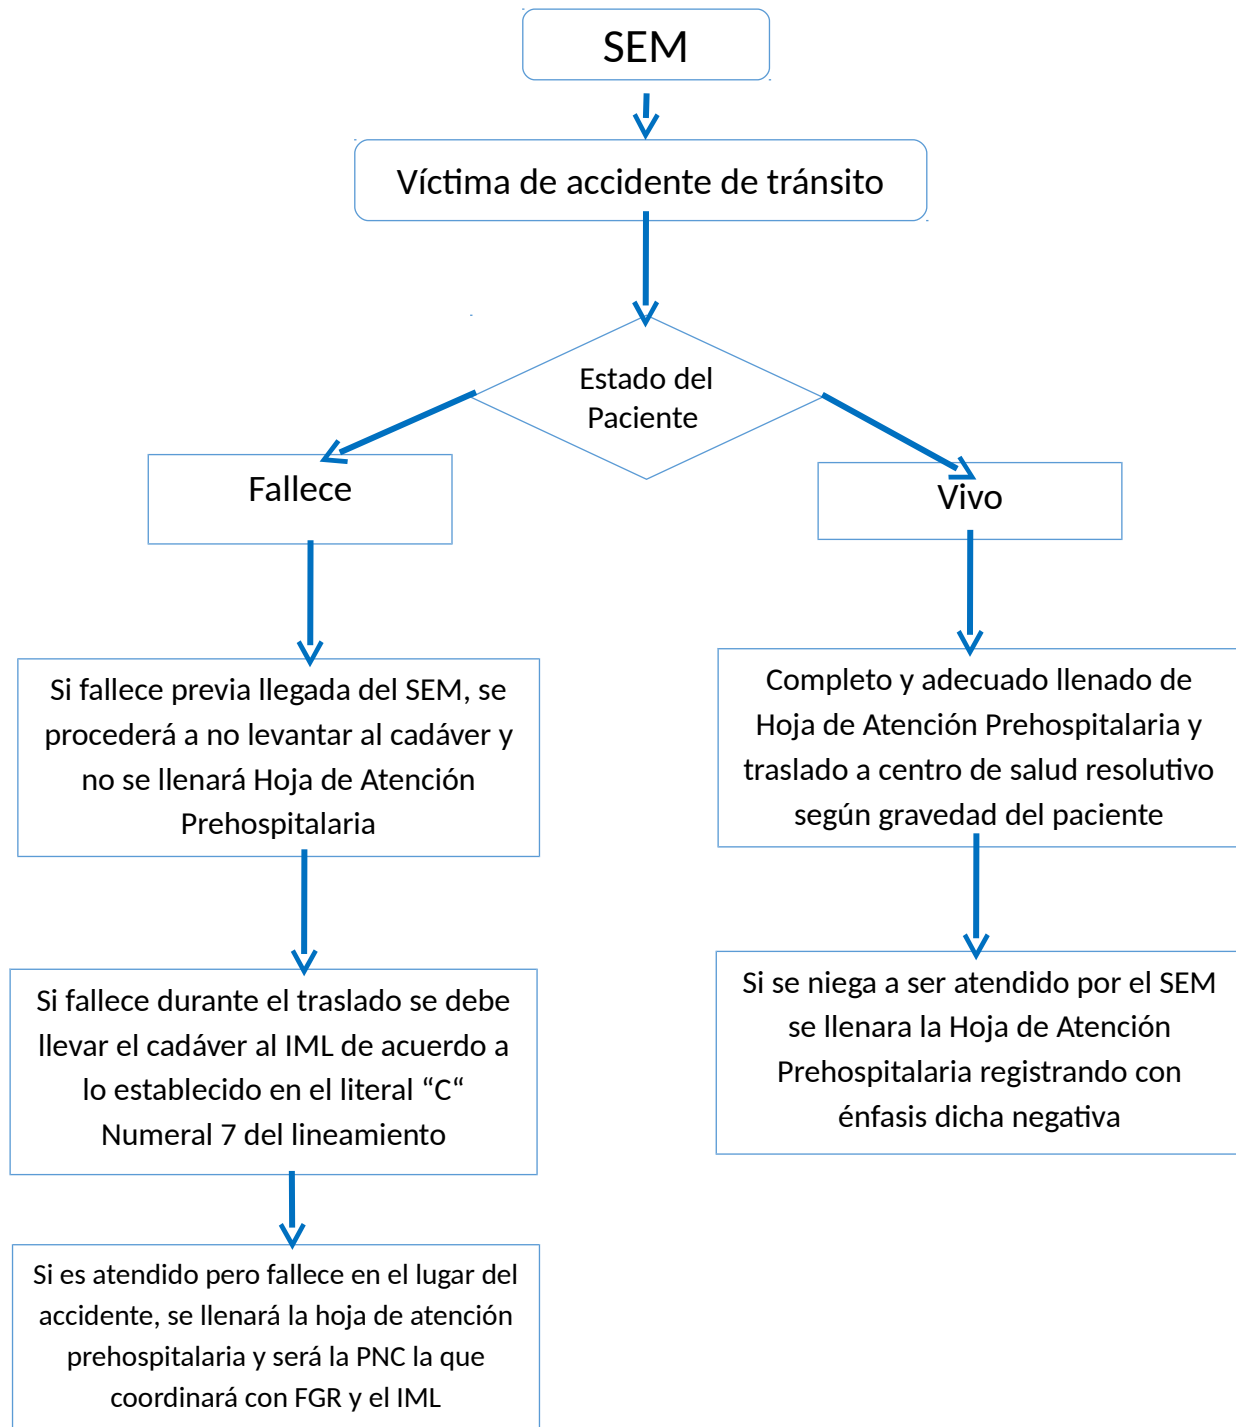 SEM
Víctima de accidente de tránsito
Estado del
Paciente
Fallece
Vivo
Si fallece previa llegada del SEM, se
procederá a no levantar al cadáver y
no se llenará Hoja de Atención
Prehospitalaria
Completo y adecuado llenado de
Hoja de Atención Prehospitalaria y
traslado a centro de salud resolutivo
según gravedad del paciente
Si fallece durante el traslado se debe
llevar el cadáver al IML de acuerdo a
lo establecido en el literal “C“
Numeral 7 del lineamiento
Si se niega a ser atendido por el SEM
se llenara la Hoja de Atención
Prehospitalaria registrando con
énfasis dicha negativa
Si es atendido pero fallece en el lugar del
accidente, se llenará la hoja de atención
prehospitalaria y será la PNC la que
coordinará con FGR y el IML